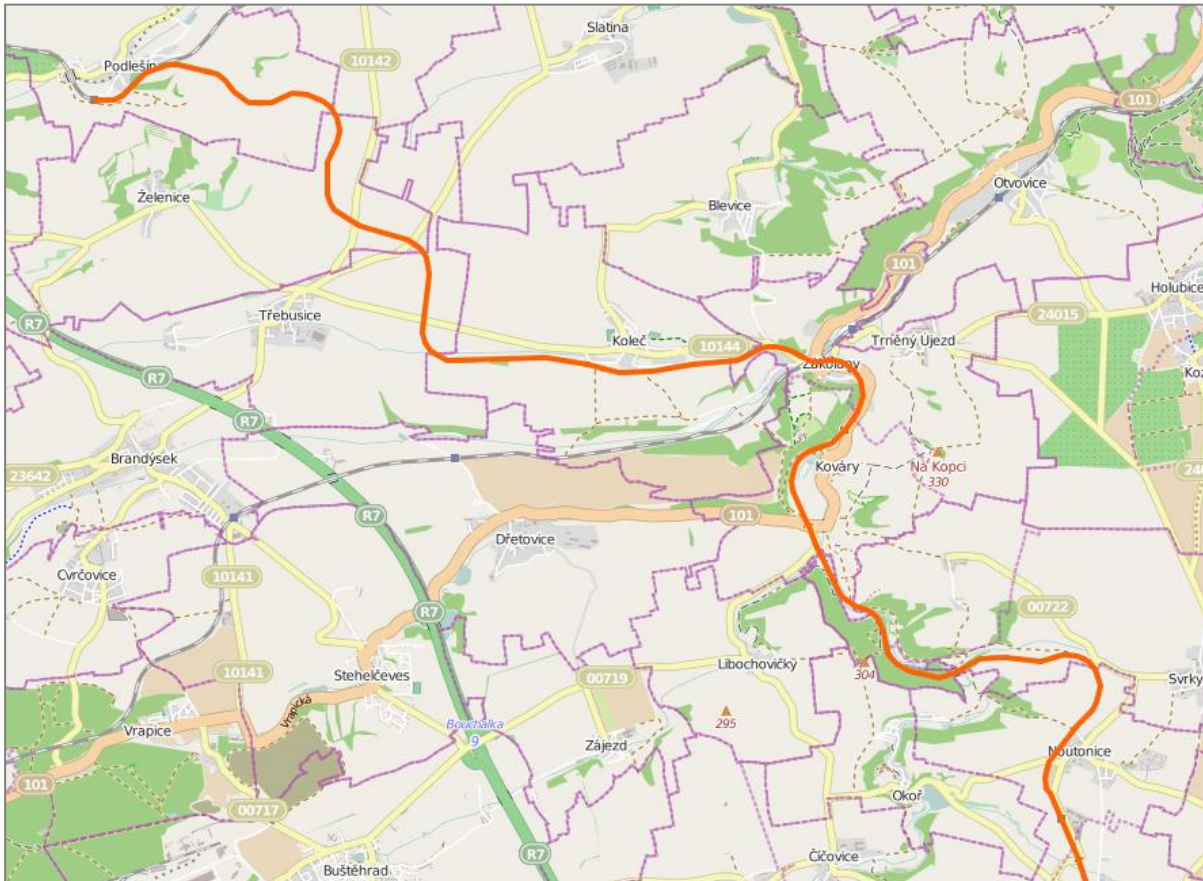 Slatina
Podlešín
10142
101
Otvovice
Želenice
Blevice
101
Holubice
24015
R7
Třebusice
Koleč
10144
Trněný Újezd
Zákolany
R7
Koz
R7
Brandýsek
Kováry
Na Kopci
330
23642
R7
101
Dřetovice
Cvrčovice
10141
00722
R7
Libochovičky
304
10141
Stehelčeves
00719
Svrky
Vrapická
295
Vrapice
Bouchalka
9
Zájezd
Noutonice
101
Okoř
00717
R7
Číčovice
Buštěhrad